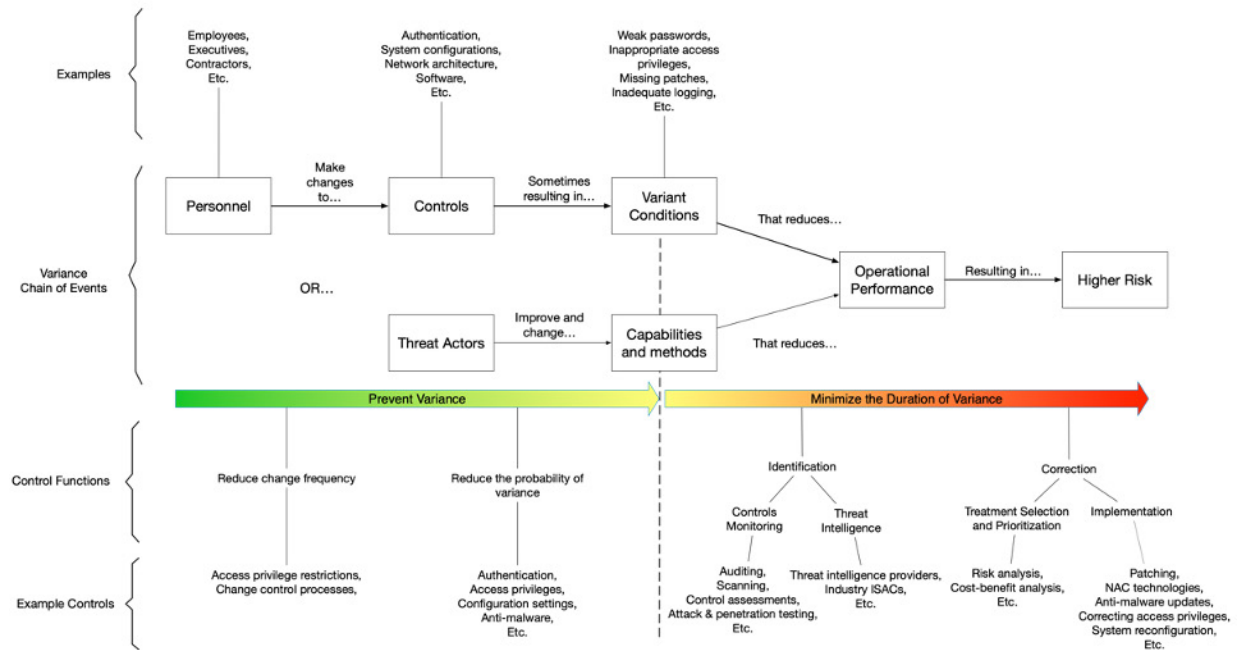 Examples
Employees,
Executives,
Contractors,
Etc.
Authentication,
System configurations,
Network architecture,
Software,
Etc.
Weak passwords,
Inappropriate access
privileges,
Missing patches,
Inadequate logging,
Etc.
Variance
Chain of Events
Personnel
Make
changes
to...
Controls
Sometimes
resulting in...
Variant
Conditions
That reduces...
Operational
Performance
Resulting in...
Higher Risk
OR...
Threat Actors
Improve and
change...
Capabilities
and methods
That reduces...
Prevent Variance
Minimize the Duration of Variance
Control Functions
Reduce change frequency
Reduce the probability of
variance
Identification
Controls
Monitoring
Threat
Intelligence
Correction
Treatment Selection
and Prioritization
Implementation
Example Controls
Access privilege restrictions,
Change control processes,
Authentication,
Access privileges,
Configuration settings,
Anti-malware,
Etc.
Auditing,
Scanning,
Control assessments,
Attack & penetration testing,
Etc.
Threat intelligence providers,
Industry ISACs,
Etc.
Risk analysis,
Cost-benefit analysis,
Etc.
Patching,
NAC technologies,
Anti-malware updates,
Correcting access privileges,
System reconfiguration,
Etc.